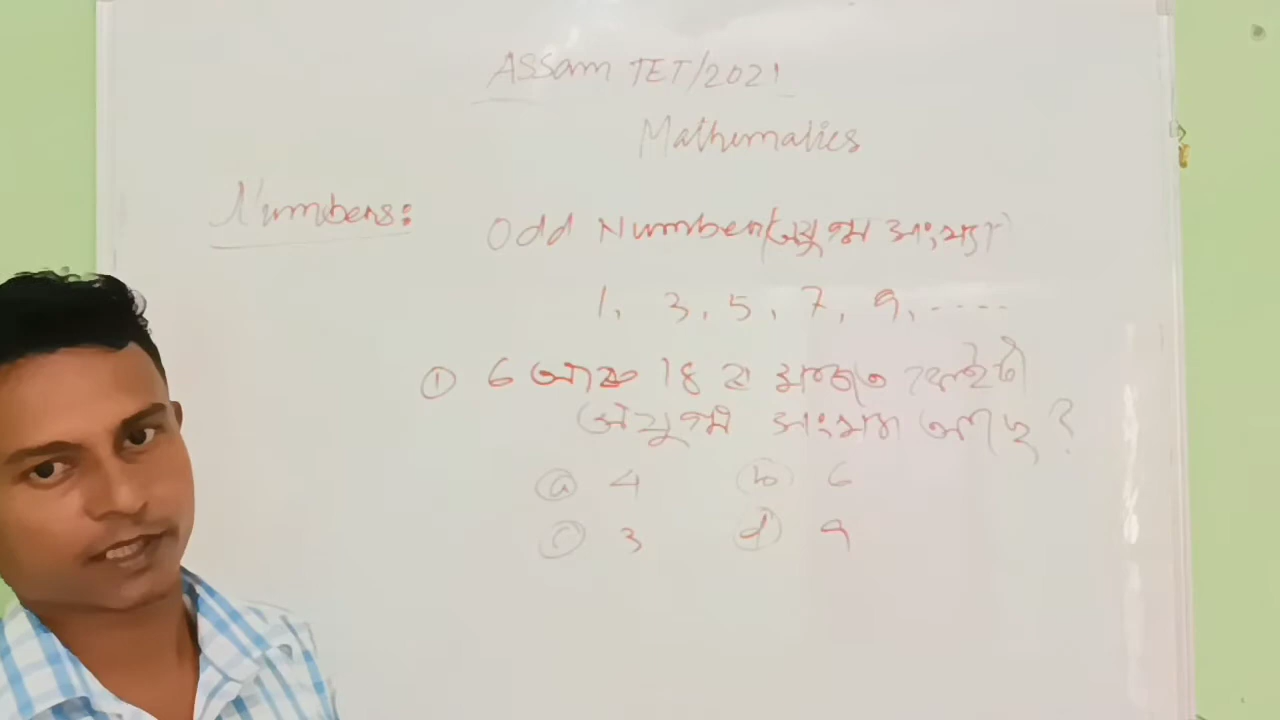 Assam TET/2021
Mathematics
Numbers:
Odd Number(অযুগ্ম সংখ্যা)
1, 3, 5, 7, 9, .....
① 6 আৰু 18 ৰ মাজত কেইটা
অযুগ্ম সংখ্যা আছে?
ⓐ 4 ⓑ 6
ⓒ 3 ⓓ 9